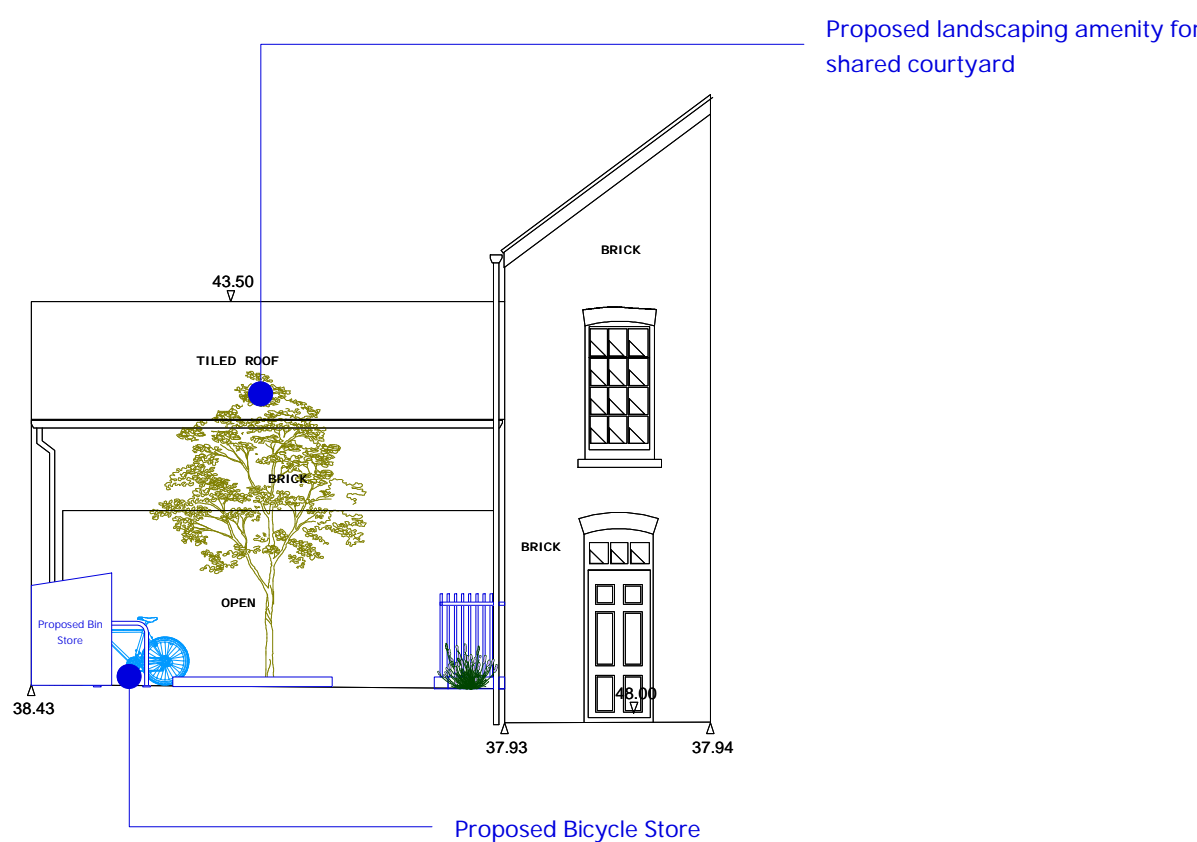 Proposed landscaping amenity for
shared courtyard
BRICK
43.50
TILED ROOF
BRICK
BRICK
OPEN
Proposed Bin
Store
48.00
38.43
37.93
37.94
Proposed Bicycle Store